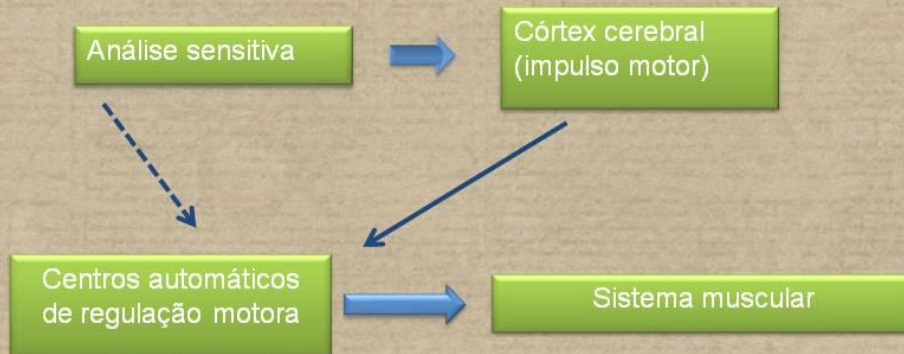 Análise sensitiva
Córtex cerebral
(impulso motor)
Centros automáticos
de regulação motora
Sistema muscular